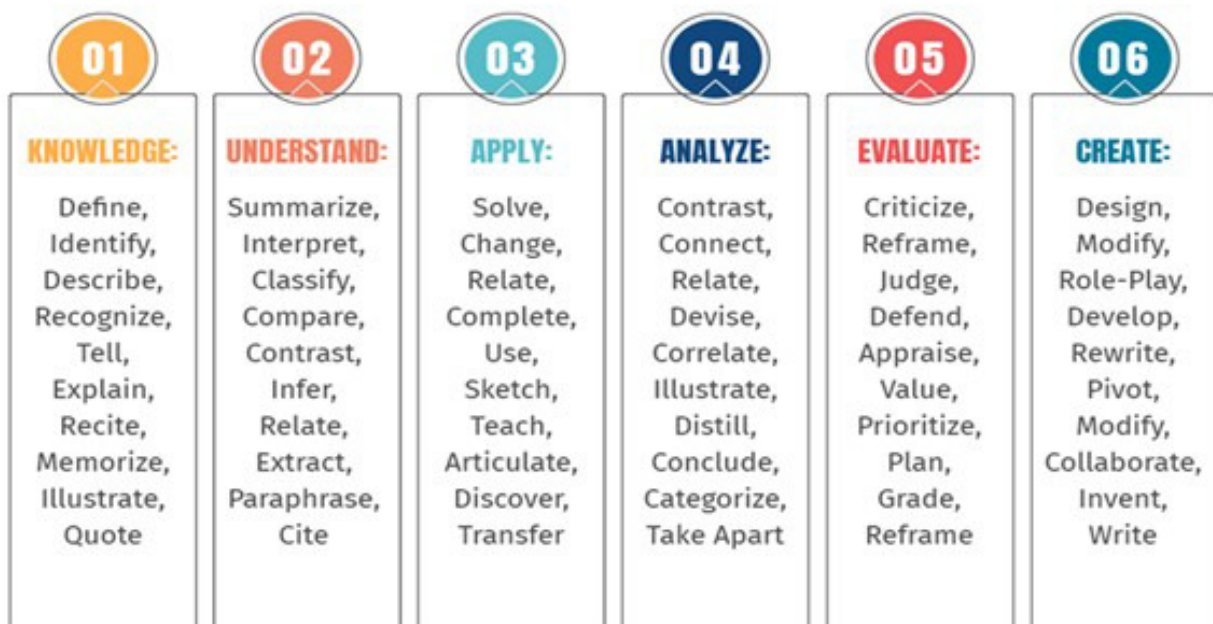 01
KNOWLEDGE:
Define,
Identify,
Describe,
Recognize,
Tell,
Explain,
Recite,
Memorize,
Illustrate,
Quote
02
UNDERSTAND:
Summarize,
Interpret,
Classify,
Compare,
Contrast,
Infer,
Relate,
Extract,
Paraphrase,
Cite
03
APPLY:
Solve,
Change,
Relate,
Complete,
Use,
Sketch,
Teach,
Articulate,
Discover,
Transfer
04
ANALYZE:
Contrast,
Connect,
Relate,
Devise,
Correlate,
Illustrate,
Distill,
Conclude,
Categorize,
Take Apart
05
EVALUATE:
Criticize,
Reframe,
Judge,
Defend,
Appraise,
Value,
Prioritize,
Plan,
Grade,
Reframe
06
CREATE:
Design,
Modify,
Role-Play,
Develop,
Rewrite,
Pivot,
Modify,
Collaborate,
Invent,
Write